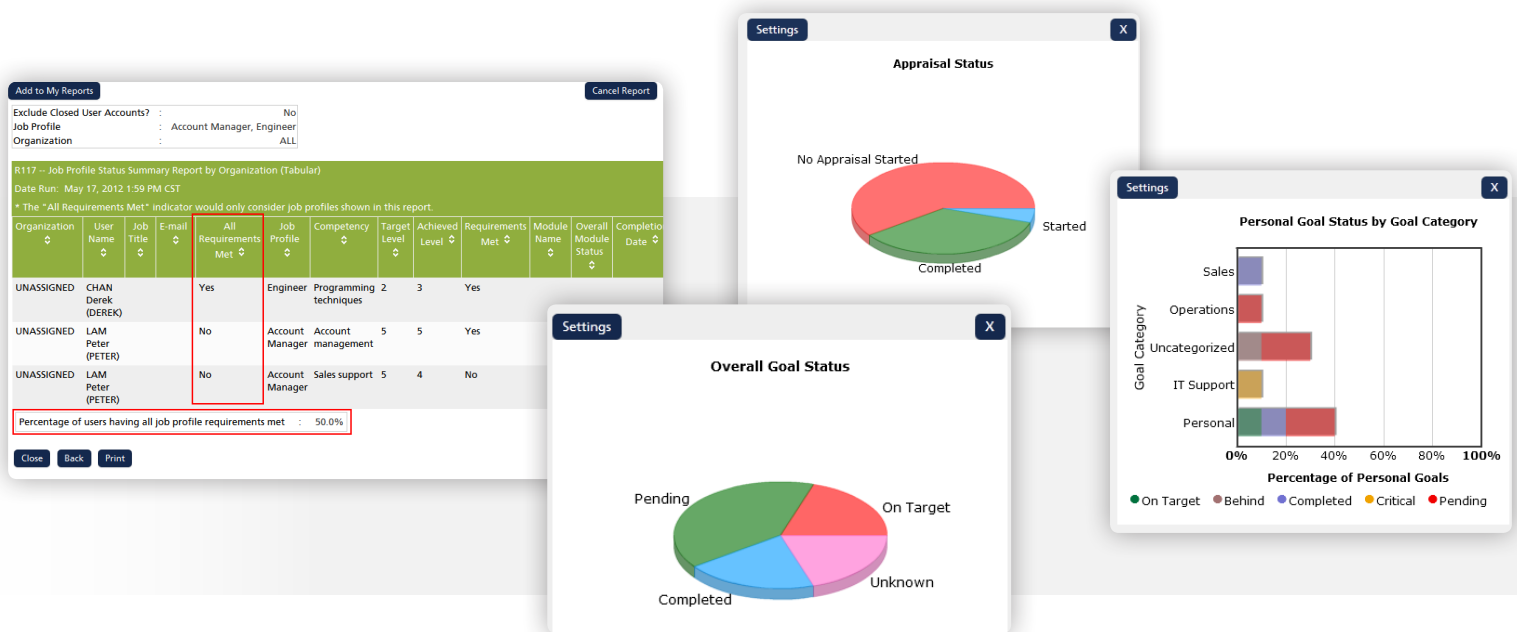 Add to My Reports
Cancel Report
Exclude Closed User Accounts? : No
Job Profile : Account Manager, Engineer
Organization : ALL
R117 -- Job Profile Status Summary Report by Organization (Tabular)
Date Run: May 17, 2012 1:59 PM CST
* The "All Requirements Met" indicator would only consider job profiles shown in this report.
Organization User Name Job Title E-mail All Requirements Met Job Profile Competency Target Level Achieved Level Requirements Met Module Name Overall Module Status Completio Date
UNASSIGNED CHAN Derek (DEREK) Yes Engineer Programming techniques 2 3 Yes
UNASSIGNED LAM Peter (PETER) No Account Manager Account management 5 5 Yes
UNASSIGNED LAM Peter (PETER) No Account Manager Sales support 5 4 No
Percentage of users having all job profile requirements met : 50.0%
Close Back Print
Settings X
Appraisal Status
No Appraisal Started
Started
Completed
Settings X
Overall Goal Status
Pending
On Target
Completed
Unknown
Settings X
Personal Goal Status by Goal Category
Goal Category
Sales
Operations
Uncategorized
IT Support
Personal
0% 20% 40% 60% 80% 100%
Percentage of Personal Goals
On Target Behind Completed Critical Pending